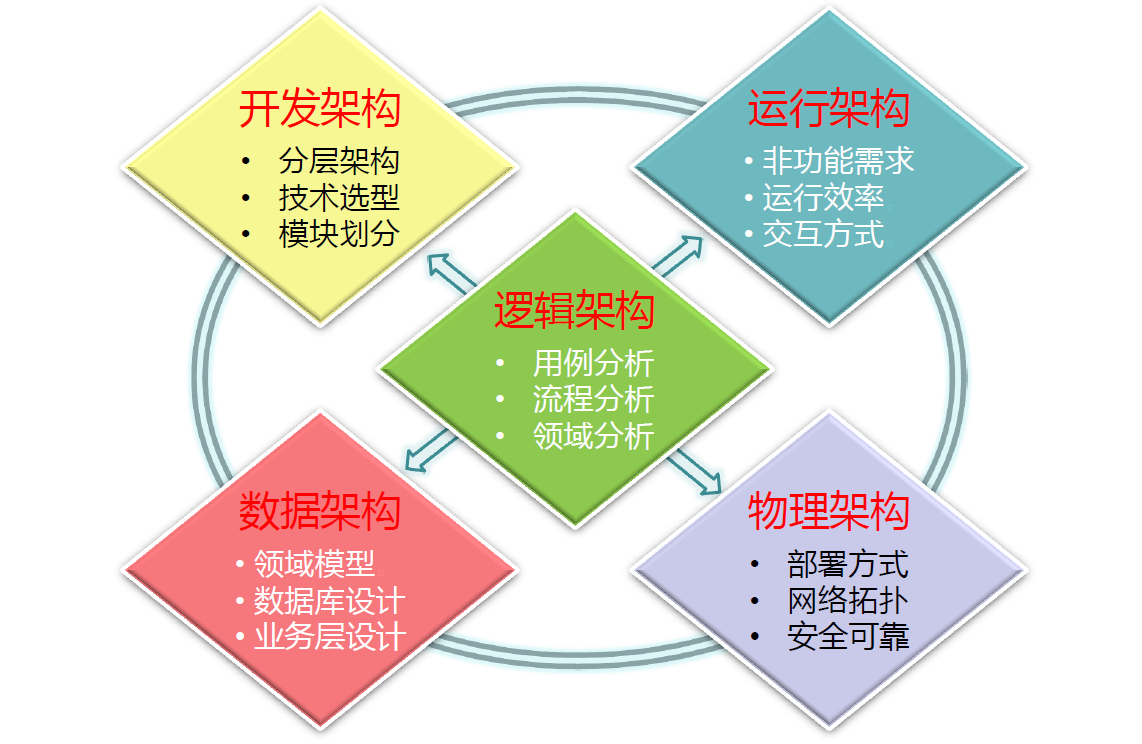 开发架构
• 分层架构
• 技术选型
• 模块划分
运行架构
• 非功能需求
• 运行效率。
• 交互方式。
逻辑架构
• 用例分析
• 流程分析
• 领域分析
数据架构
• 领域模型
• 数据库设计
• 业务层设计
物理架构
• 部署方式
• 网络拓扑
• 安全可靠